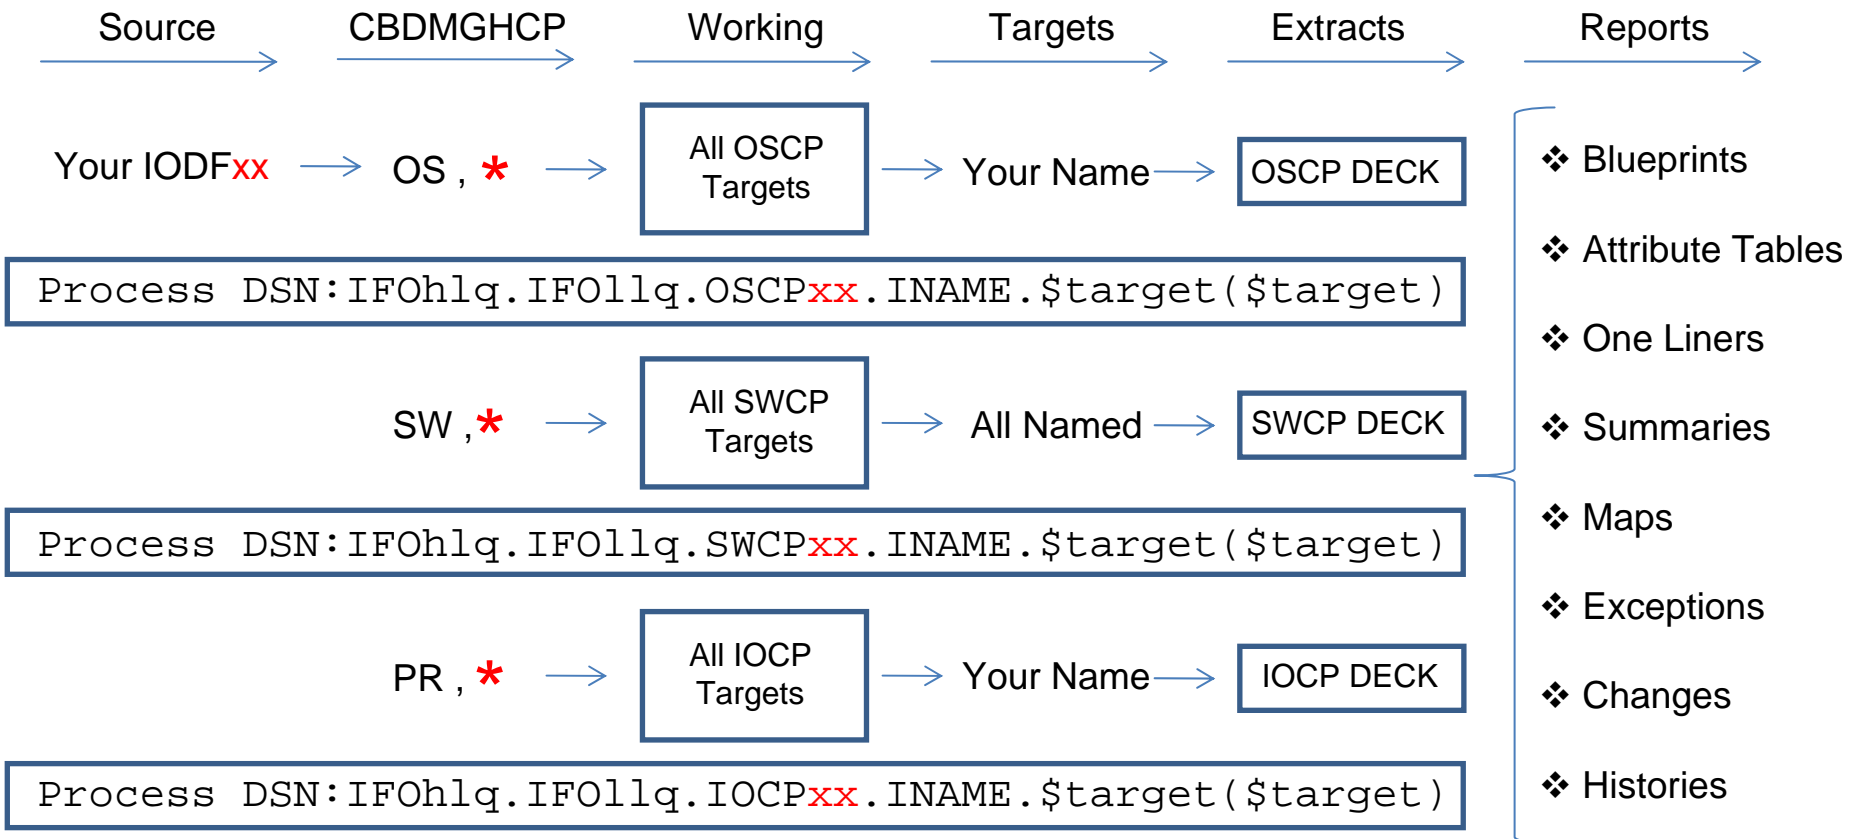 Source CBDMGHCP Working Targets Extracts Reports
Your IODFxx OS , * All OSCP
Targets Your Name OSCP DECK
Process DSN:IFOhlq.IFOllq.OSCPxx.INAME.$target($target)
SW ,* All SWCP
Targets All Named SWCP DECK
Process DSN:IFOhlq.IFOllq.SWCPxx.INAME.$target($target)
PR , * All IOCP
Targets Your Name IOCP DECK
Process DSN:IFOhlq.IFOllq.IOCPxx.INAME.$target($target)
❖ Blueprints
❖ Attribute Tables
❖ One Liners
❖ Summaries
❖ Maps
❖ Exceptions
❖ Changes
❖ Histories